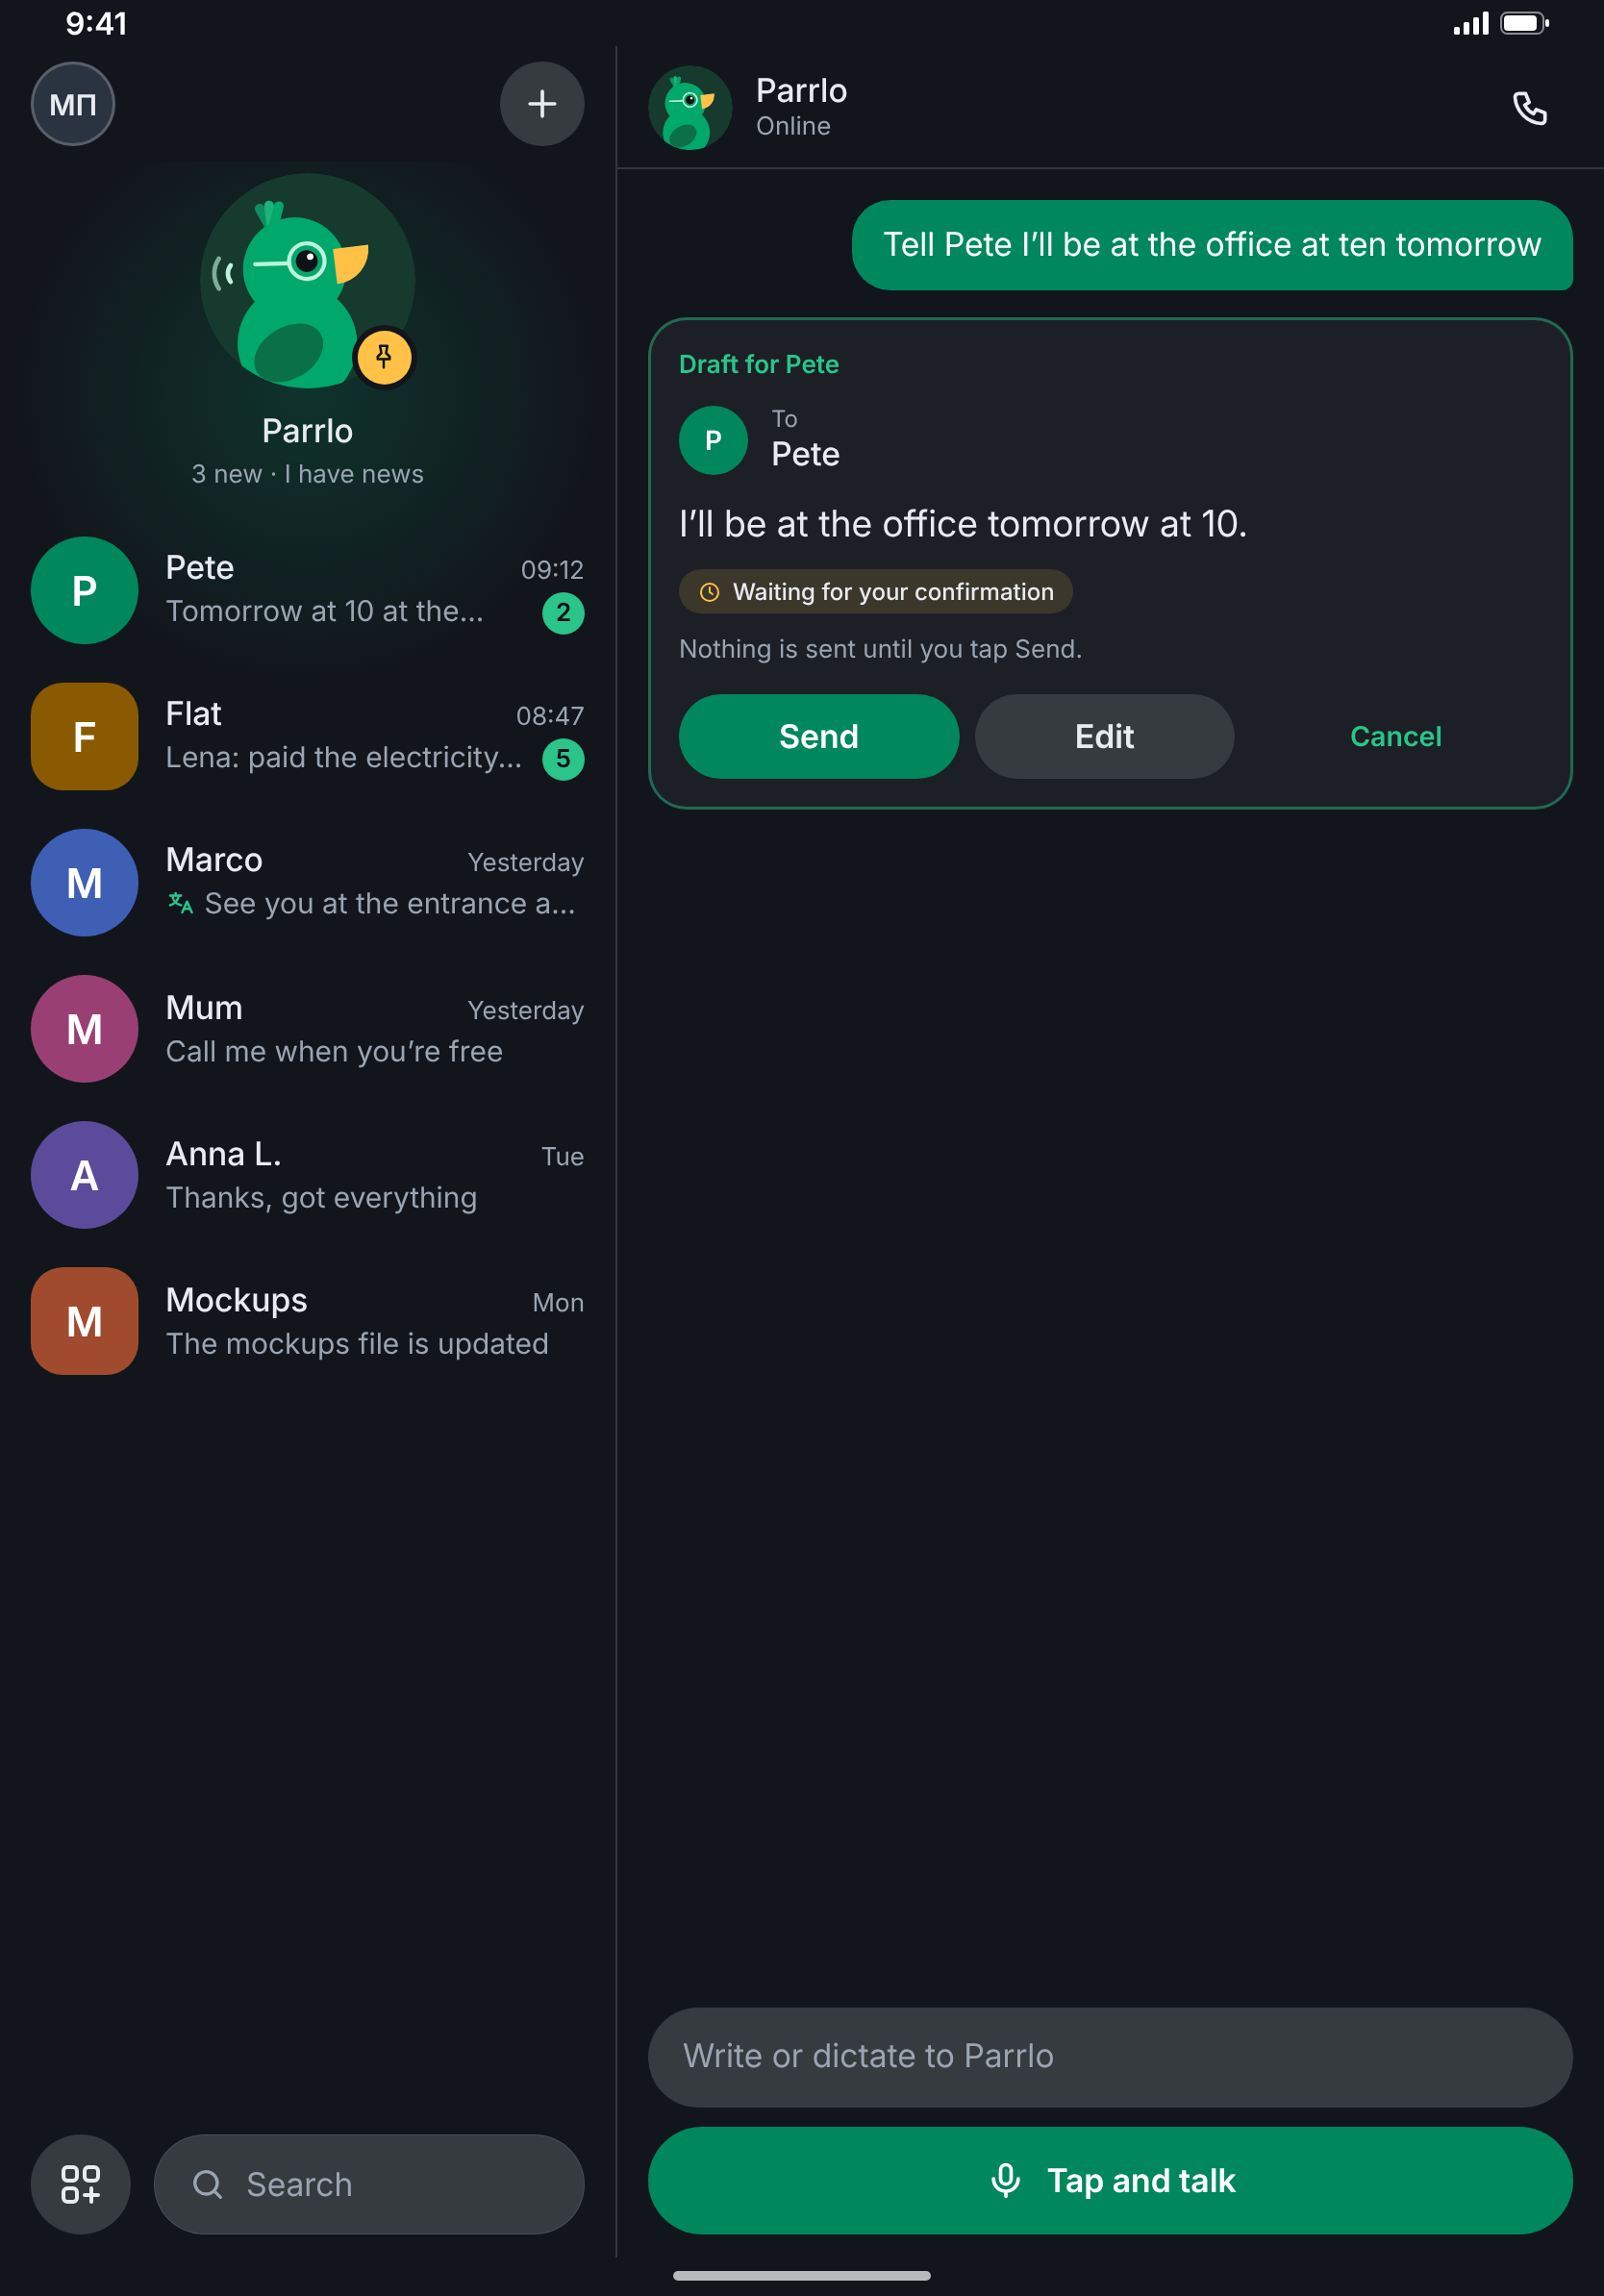 9:41
МП
Parrlo
3 new · I have news
P
Pete
09:12
Tomorrow at 10 at the...
2
F
Flat
08:47
Lena: paid the electricity...
5
M
Marco
Yesterday
See you at the entrance a...
M
Mum
Yesterday
Call me when you’re free
A
Anna L.
Tue
Thanks, got everything
M
Mockups
Mon
The mockups file is updated
Search
Parrlo
Online
Tell Pete I’ll be at the office at ten tomorrow
Draft for Pete
P
To
Pete
I’ll be at the office tomorrow at 10.
Waiting for your confirmation
Nothing is sent until you tap Send.
Send
Edit
Cancel
Write or dictate to Parrlo
Tap and talk